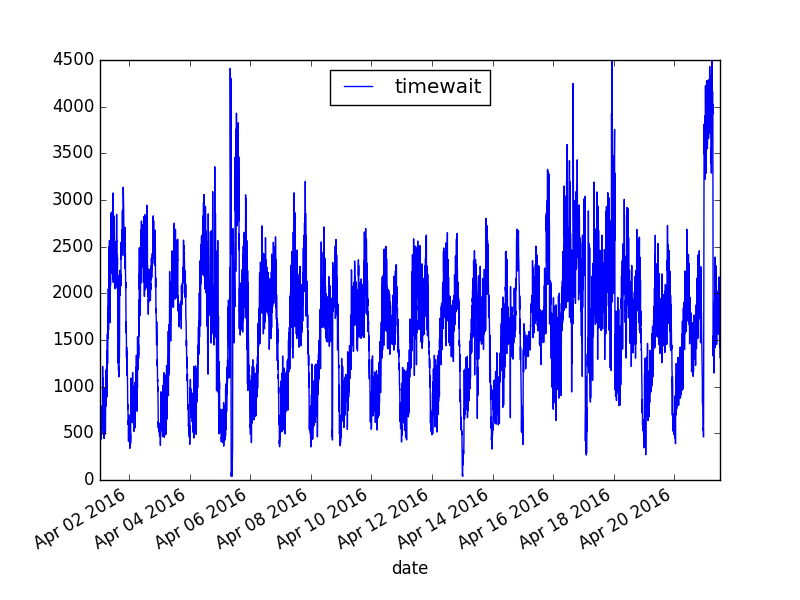 4500
4000
3500
3000
2500
2000
1500
1000
500
0
timewait
Apr 02 2016
Apr 04 2016
Apr 06 2016
Apr 08 2016
Apr 10 2016
Apr 12 2016
Apr 14 2016
Apr 16 2016
Apr 18 2016
Apr 20 2016
date